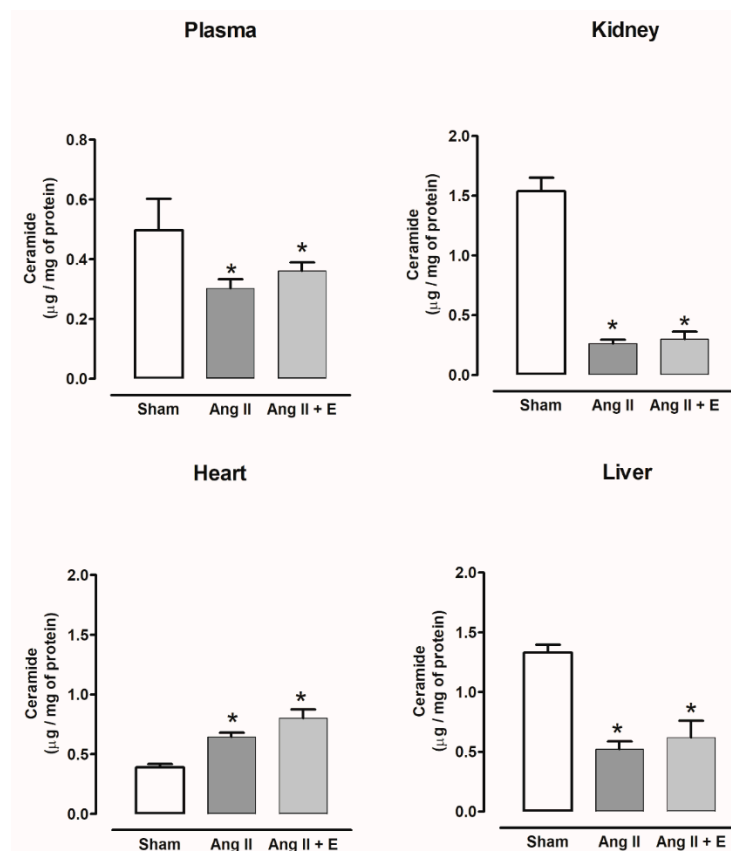 Plasma
Ceramide
(μg / mg of protein)
0.8
0.6
0.4
0.2
0.0
*
*
Sham Ang II Ang II + E
Kidney
Ceramide
(μg / mg of protein)
2.0
1.5
1.0
0.5
0.0
*
*
Sham Ang II Ang II + E
Heart
Ceramide
(μg / mg of protein)
2.0
1.5
1.0
0.5
0.0
*
*
Sham Ang II Ang II + E
Liver
Ceramide
(μg / mg of protein)
2.0
1.5
1.0
0.5
0.0
*
*
Sham Ang II Ang II + E